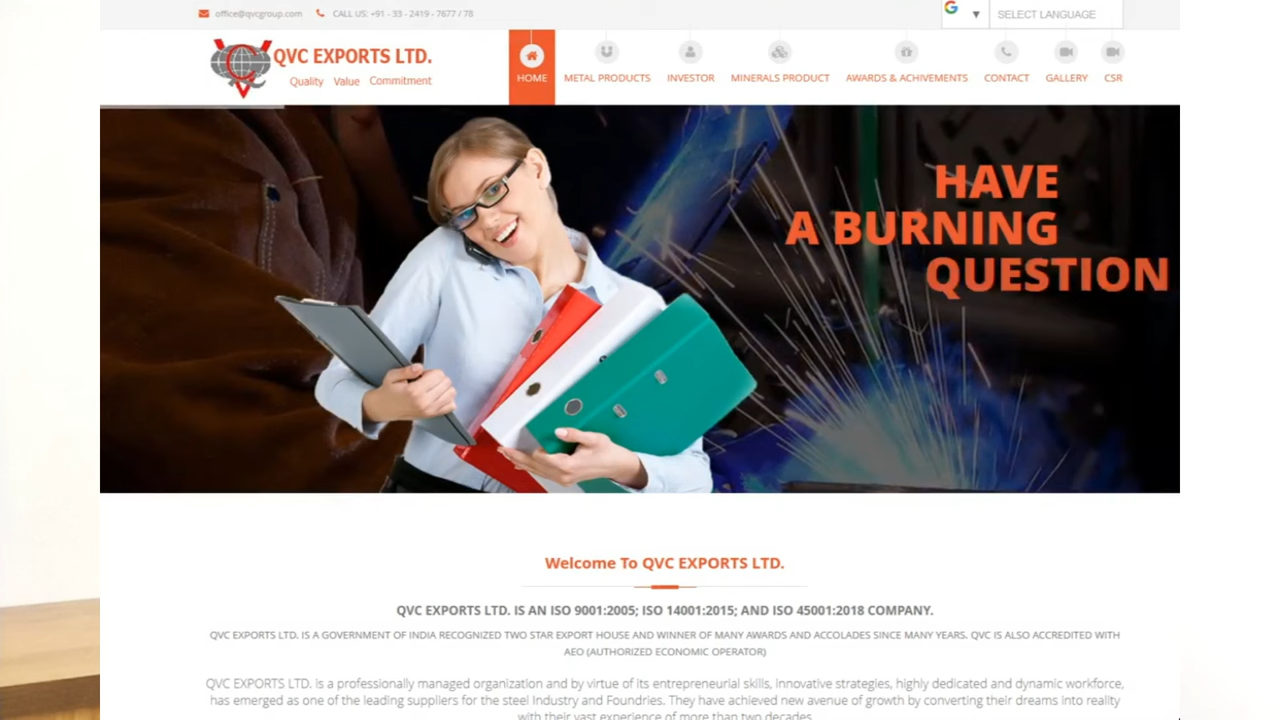 office@qvcgroup.com CALL US: +91 - 33 - 2419 - 7677 / 78
SELECT LANGUAGE
QVC EXPORTS LTD.
Quality Value Commitment
HOME METAL PRODUCTS INVESTOR MINERALS PRODUCT AWARDS & ACHIVEMENTS CONTACT GALLERY CSR
HAVE
A BURNING
QUESTION
Welcome To QVC EXPORTS LTD.
QVC EXPORTS LTD. IS AN ISO 9001:2005; ISO 14001:2015; AND ISO 45001:2018 COMPANY.
QVC EXPORTS LTD. IS A GOVERNMENT OF INDIA RECOGNIZED TWO STAR EXPORT HOUSE AND WINNER OF MANY AWARDS AND ACCOLADES SINCE MANY YEARS. QVC IS ALSO ACCREDITED WITH
AEO (AUTHORIZED ECONOMIC OPERATOR)
QVC EXPORTS LTD. is a professionally managed organization and by virtue of its entrepreneurial skills, innovative strategies, highly dedicated and dynamic workforce,
has emerged as one of the leading suppliers for the steel Industry and Foundries. They have achieved new avenue of growth by converting their dreams into reality
with their vast experience of more than two decades.